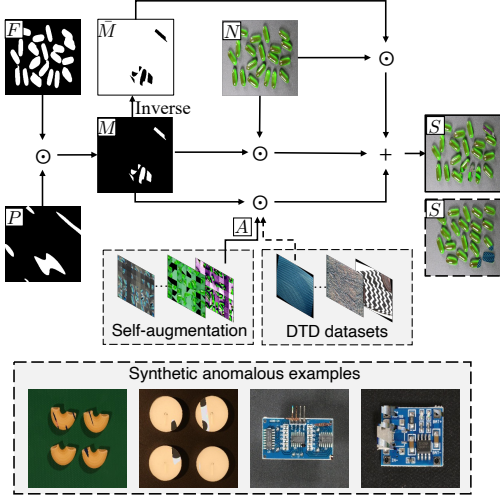 F
M̄
N
Inverse
M
S
P
A
S
Self-augmentation
DTD datasets
Synthetic anomalous examples